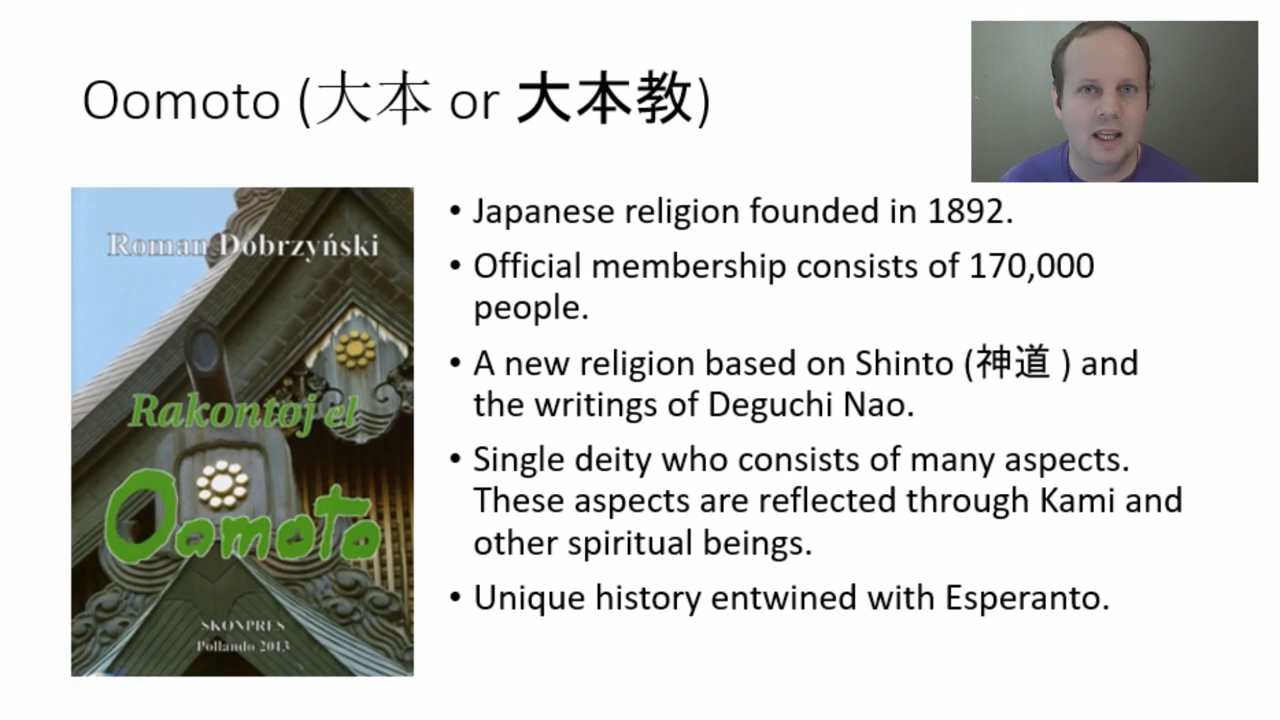 Oomoto (大本 or 大本教)
Roman Dobrzyński
Rakontoj el
Oomoto
SKONPRES
Pollando 2013
• Japanese religion founded in 1892.
• Official membership consists of 170,000
people.
• A new religion based on Shinto (神道 ) and
the writings of Deguchi Nao.
• Single deity who consists of many aspects.
These aspects are reflected through Kami and
other spiritual beings.
• Unique history entwined with Esperanto.